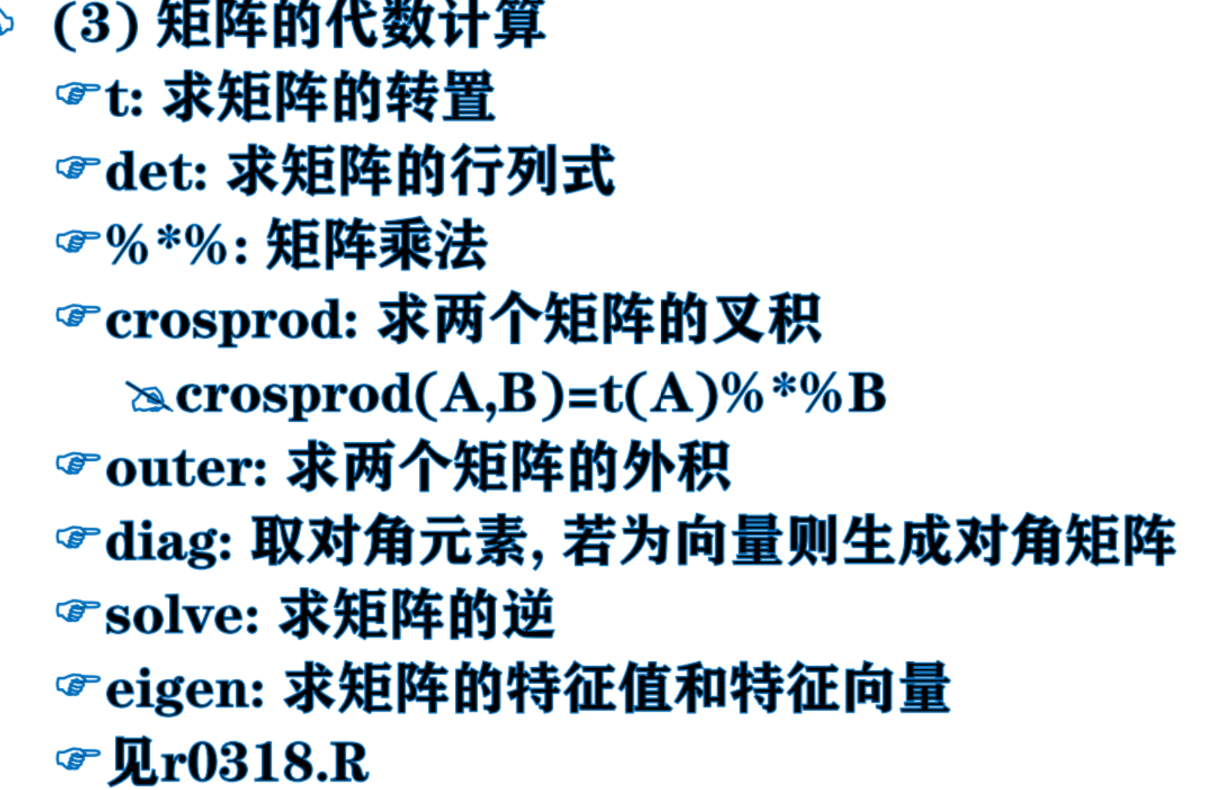 (3) 矩阵的代数计算
t: 求矩阵的转置
det: 求矩阵的行列式
%*%: 矩阵乘法
crosprod: 求两个矩阵的叉积
crosprod(A,B)=t(A)%*%B
outer: 求两个矩阵的外积
diag: 取对角元素, 若为向量则生成对角矩阵
solve: 求矩阵的逆
eigen: 求矩阵的特征值和特征向量
见r0318.R